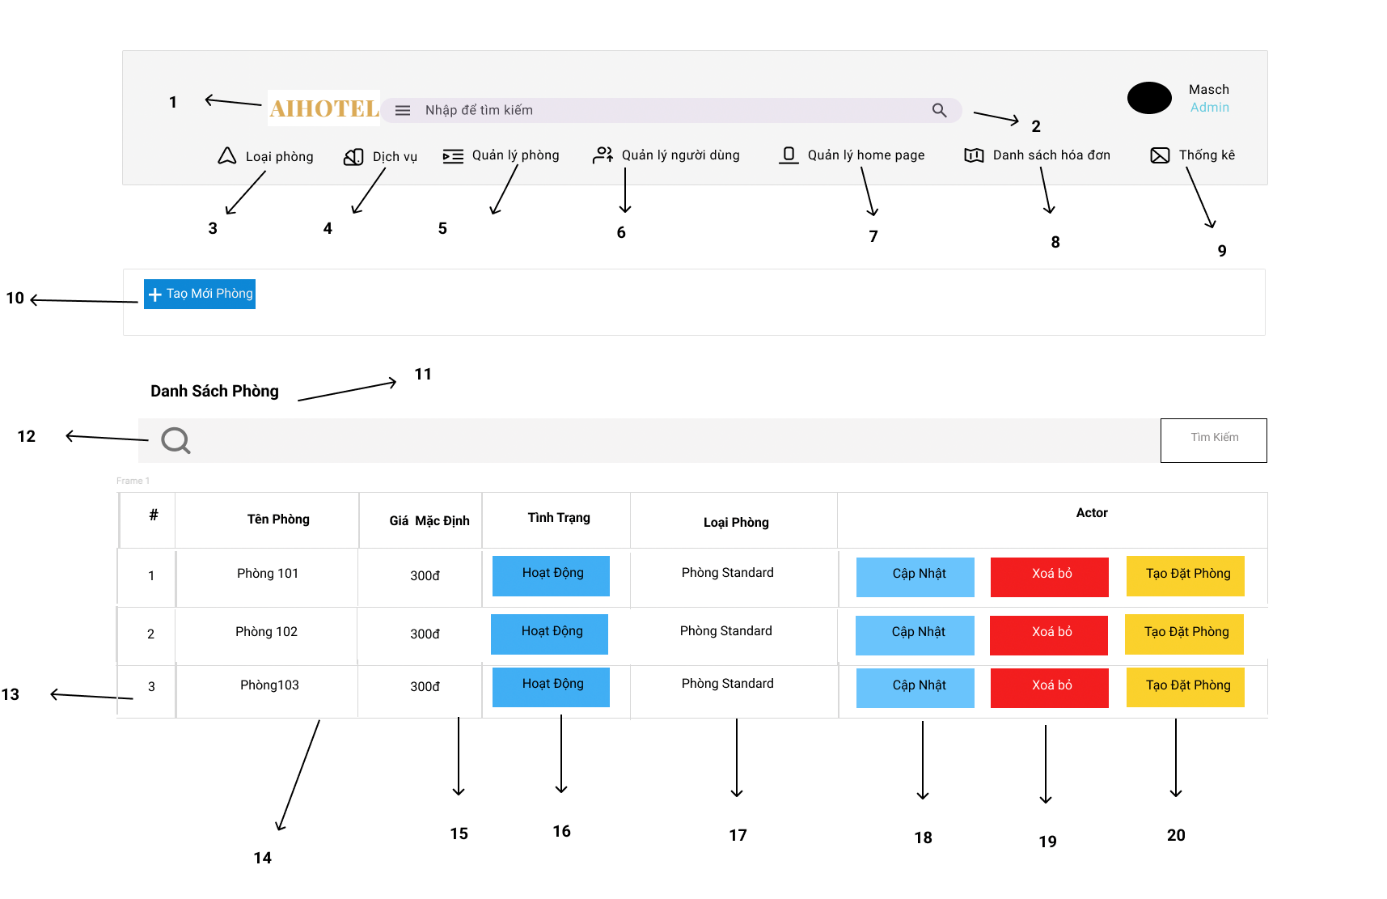 1
AIHOTEL
Nhập để tìm kiếm
2
Masch
Admin
Loại phòng
Dịch vụ
Quản lý phòng
Quản lý người dùng
Quản lý home page
Danh sách hóa đơn
Thống kê
3
4
5
6
7
8
9
10
Taọ Mới Phòng
Danh Sách Phòng
11
12
Tìm Kiếm
Frame 1
# Tên Phòng Giá Mặc Định Tình Trạng Loại Phòng Actor
1 Phòng 101 300đ Hoạt Động Phòng Standard Cập Nhật Xoá bỏ Tạo Đặt Phòng
2 Phòng 102 300đ Hoạt Động Phòng Standard Cập Nhật Xoá bỏ Tạo Đặt Phòng
3 Phòng103 300đ Hoạt Động Phòng Standard Cập Nhật Xoá bỏ Tạo Đặt Phòng
13
14
15
16
17
18
19
20